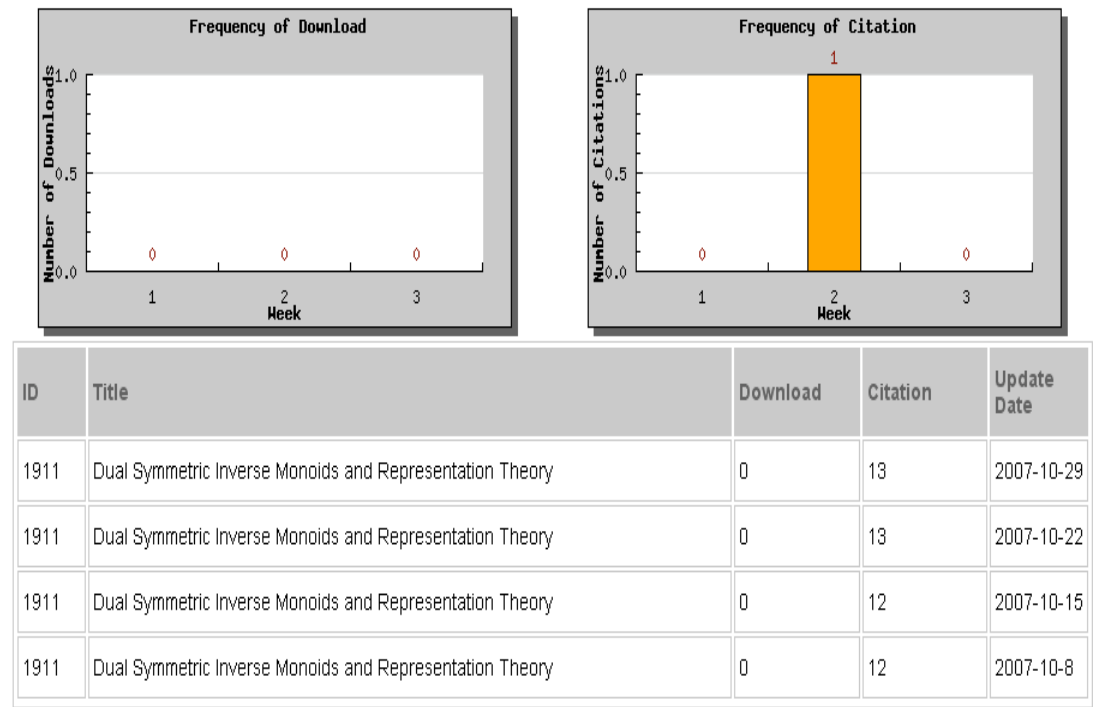 Frequency of Download
Number of Downloads
1.0
0.5
0.0
0 0 0
1 2 3
Week
Frequency of Citation
Number of Citations
1.0
0.5
0.0
0 1 0
1 2 3
Week
ID Title Download Citation Update Date
1911 Dual Symmetric Inverse Monoids and Representation Theory 0 13 2007-10-29
1911 Dual Symmetric Inverse Monoids and Representation Theory 0 13 2007-10-22
1911 Dual Symmetric Inverse Monoids and Representation Theory 0 12 2007-10-15
1911 Dual Symmetric Inverse Monoids and Representation Theory 0 12 2007-10-8